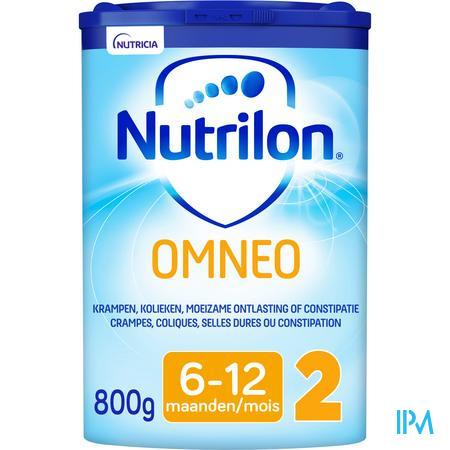 NUTRICIA
Nutrilon®
OMNEO
KRAMPEN, KOLIEKEN, MOEIZAME ONTLASTING OF CONSTIPATIE
CRAMPES, COLIQUES, SELLES DURES OU CONSTIPATION
800g
6-12
maanden/mois
2
IPM